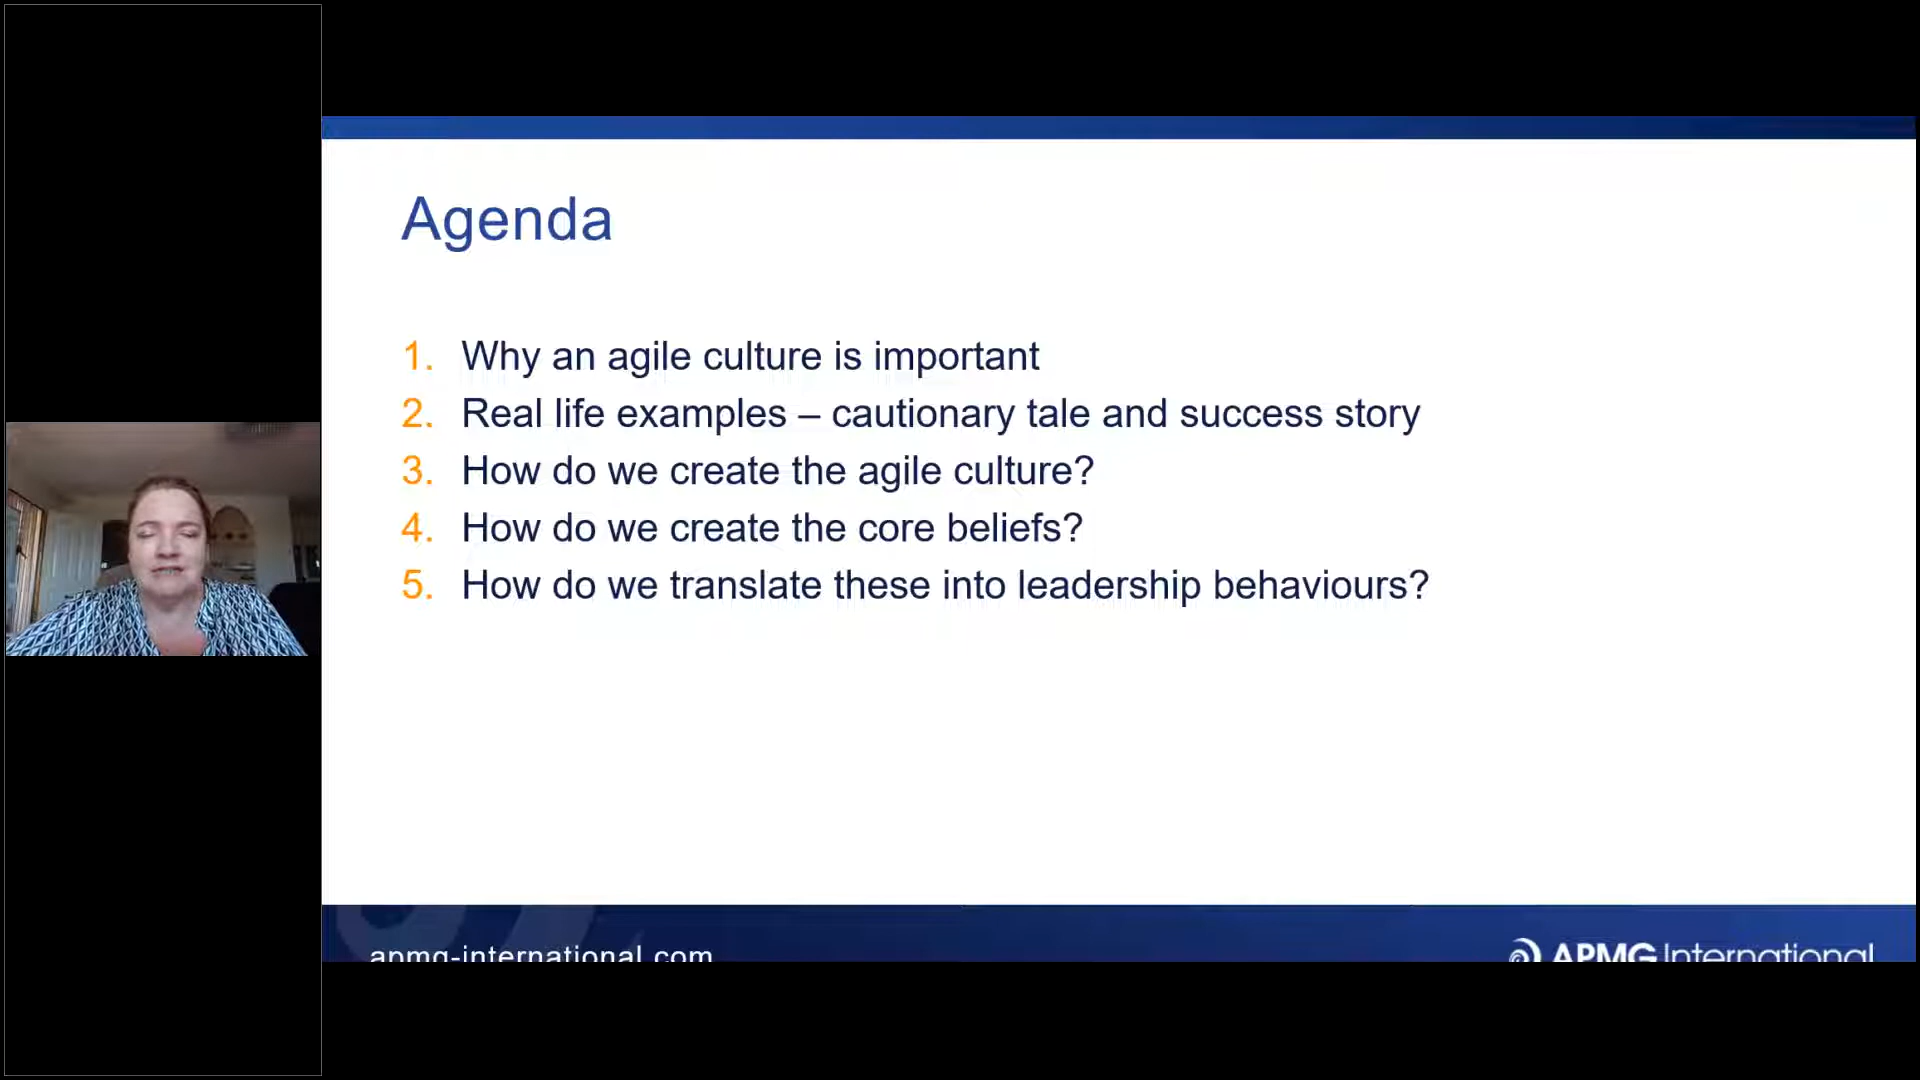 Agenda
1. Why an agile culture is important
2. Real life examples – cautionary tale and success story
3. How do we create the agile culture?
4. How do we create the core beliefs?
5. How do we translate these into leadership behaviours?
apmg-international.com
APMG International